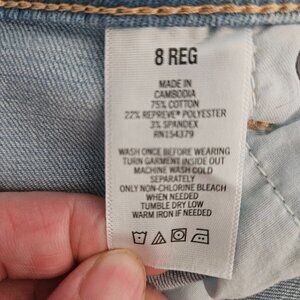 8 REG
MADE IN
CAMBODIA
75% COTTON
22% REPREVE® POLYESTER
3% SPANDEX
RN154379
WASH ONCE BEFORE WEARING
TURN GARMENT INSIDE OUT
MACHINE WASH COLD
SEPARATELY
ONLY NON-CHLORINE BLEACH
WHEN NEEDED
TUMBLE DRY LOW
WARM IRON IF NEEDED